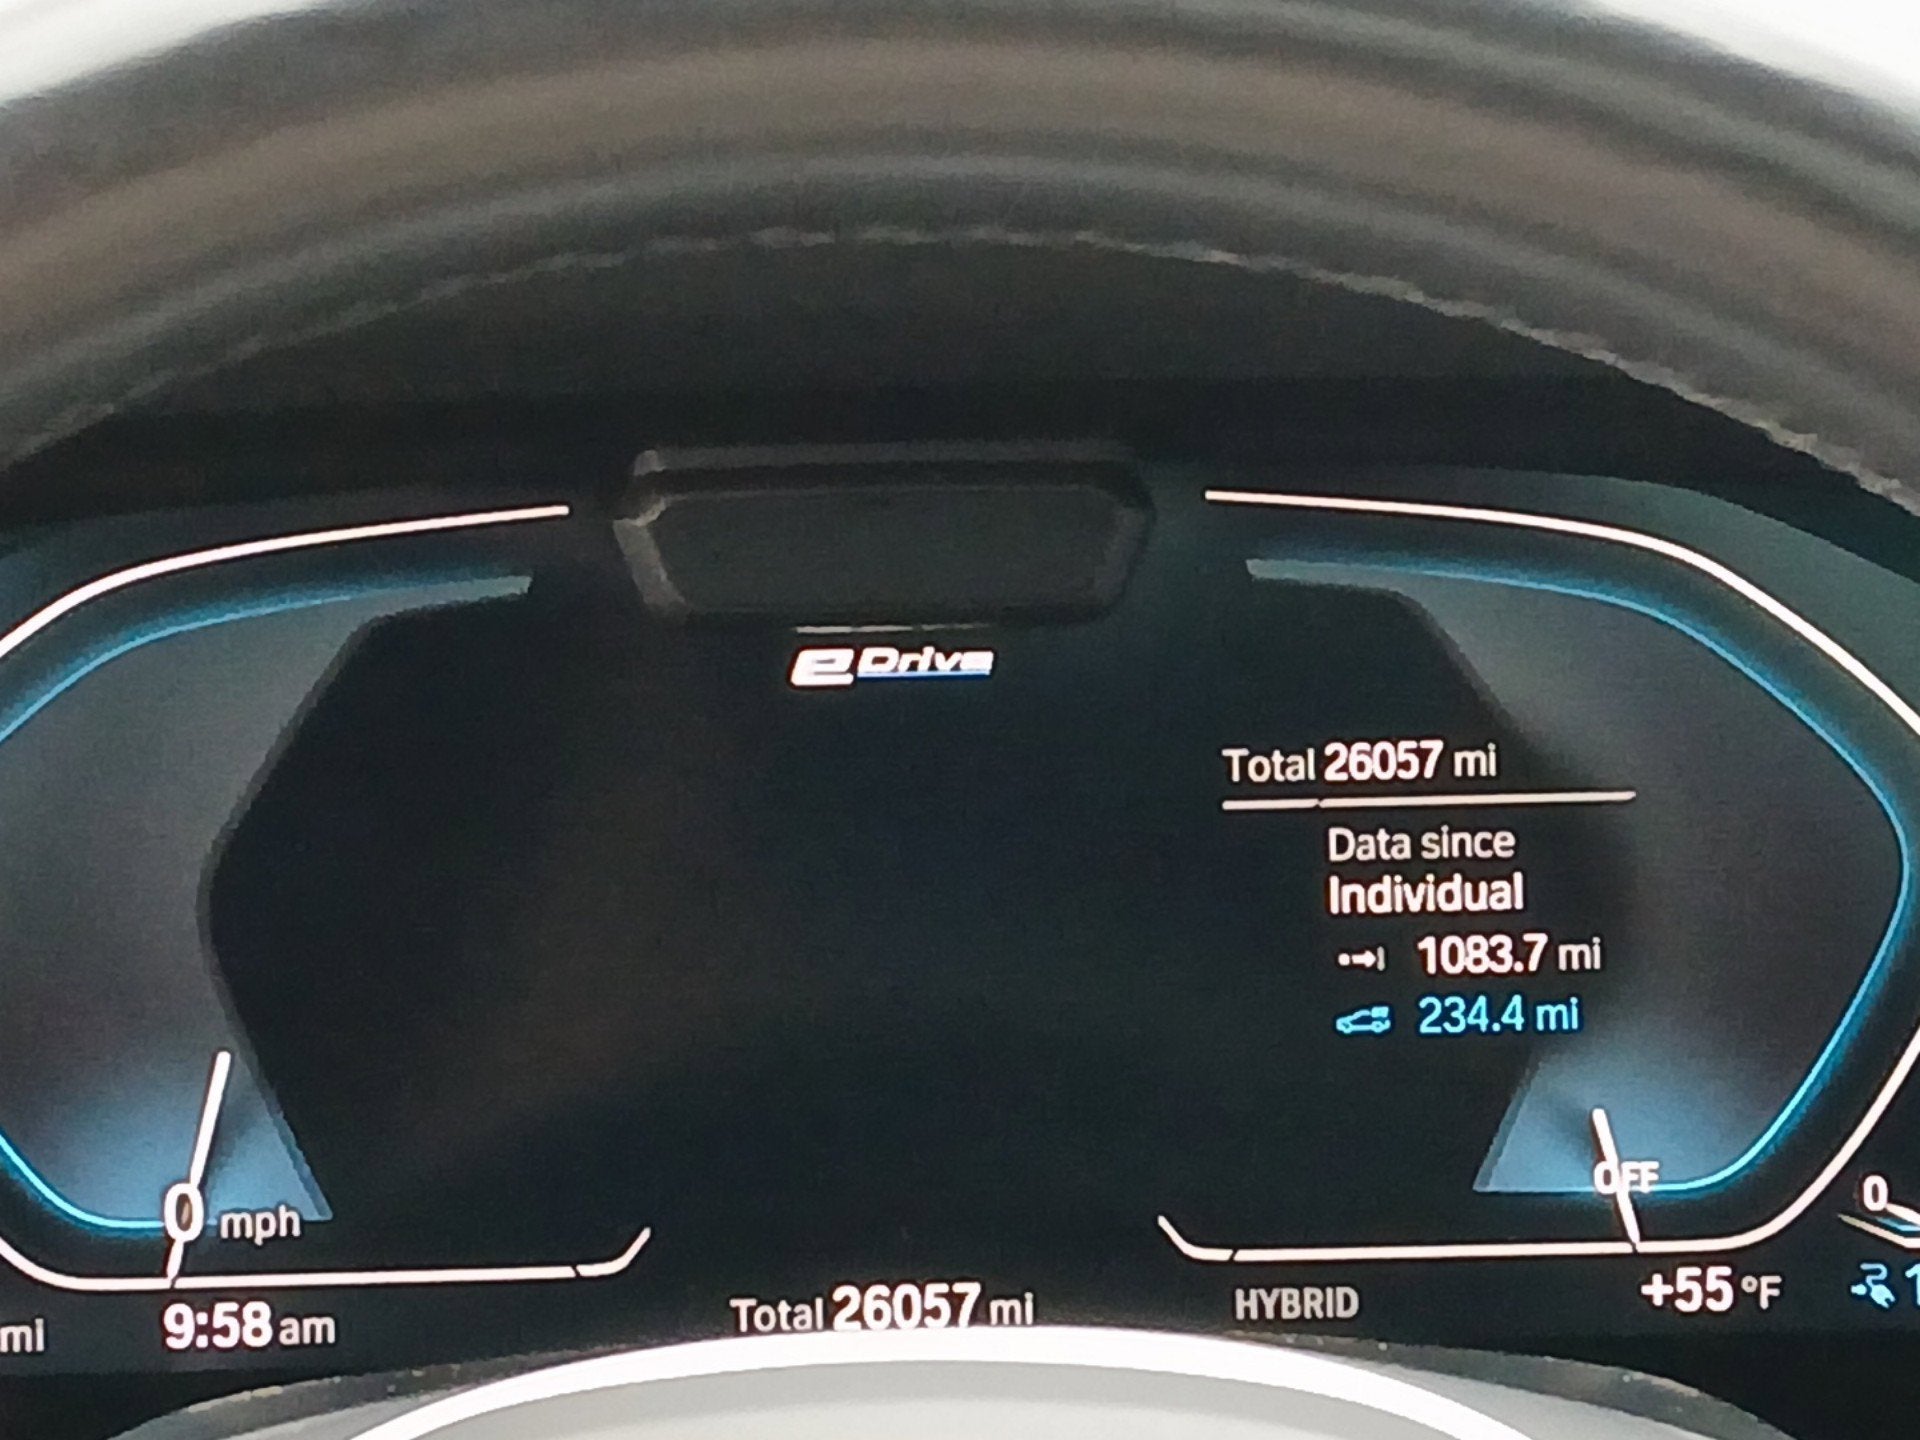 eDrive
Total 26057 mi
Data since
Individual
1083.7 mi
234.4 mi
0 mph
OFF
0
mi
9:58 am
Total 26057 mi
HYBRID
+55 °F